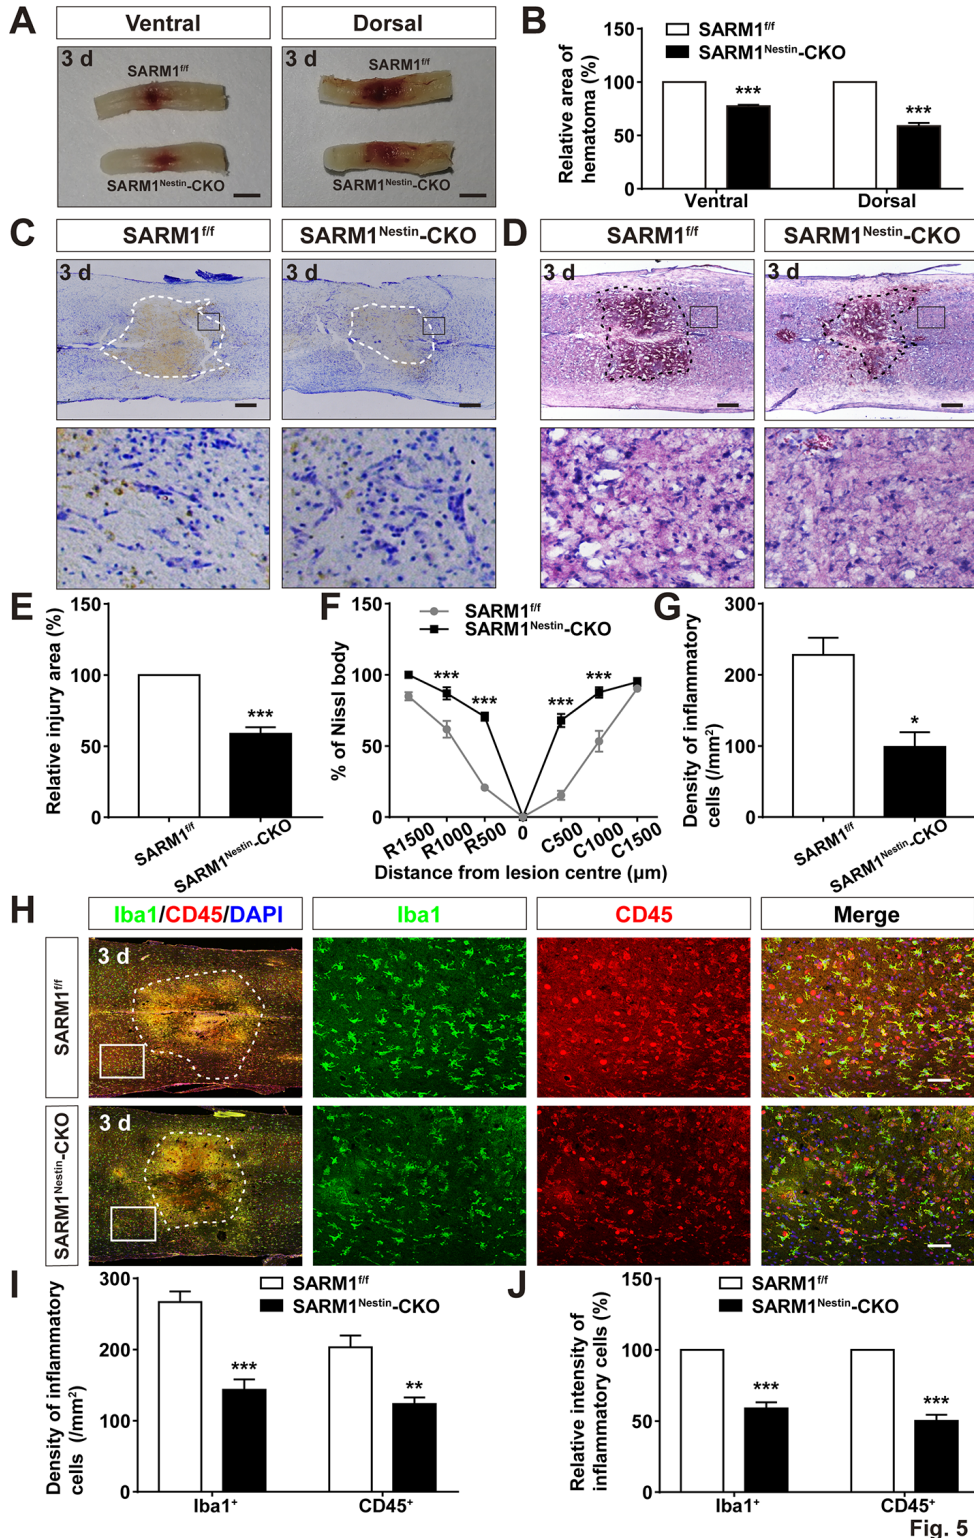 A
Ventral
Dorsal
3 d
SARM1f/f
SARM1Nestin-CKO
3 d
SARM1f/f
SARM1Nestin-CKO
B
SARM1f/f
SARM1Nestin-CKO
Relative area of
hematoma (%)
150
100
50
0
***
***
Ventral
Dorsal
C
SARM1f/f
SARM1Nestin-CKO
3 d
3 d
D
SARM1f/f
SARM1Nestin-CKO
3 d
3 d
E
Relative injury area (%)
150
100
50
0
***
SARM1f/f
SARM1Nestin-CKO
F
SARM1f/f
SARM1Nestin-CKO
% of Nissl body
150
100
50
0
***
***
***
***
R1500
R1000
R500
0
C500
C1000
C1500
Distance from lesion centre (µm)
G
Density of inflammatory
cells (/mm2)
300
200
100
0
*
SARM1f/f
SARM1Nestin-CKO
H
Iba1/CD45/DAPI
Iba1
CD45
Merge
SARM1f/f
3 d
SARM1Nestin-CKO
3 d
I
SARM1f/f
SARM1Nestin-CKO
Density of inflammatory
cells (/mm2)
300
200
100
0
***
**
Iba1+
CD45+
J
SARM1f/f
SARM1Nestin-CKO
Relative intensity of
inflammatory cells (%)
150
100
50
0
***
***
Iba1+
CD45+
Fig. 5